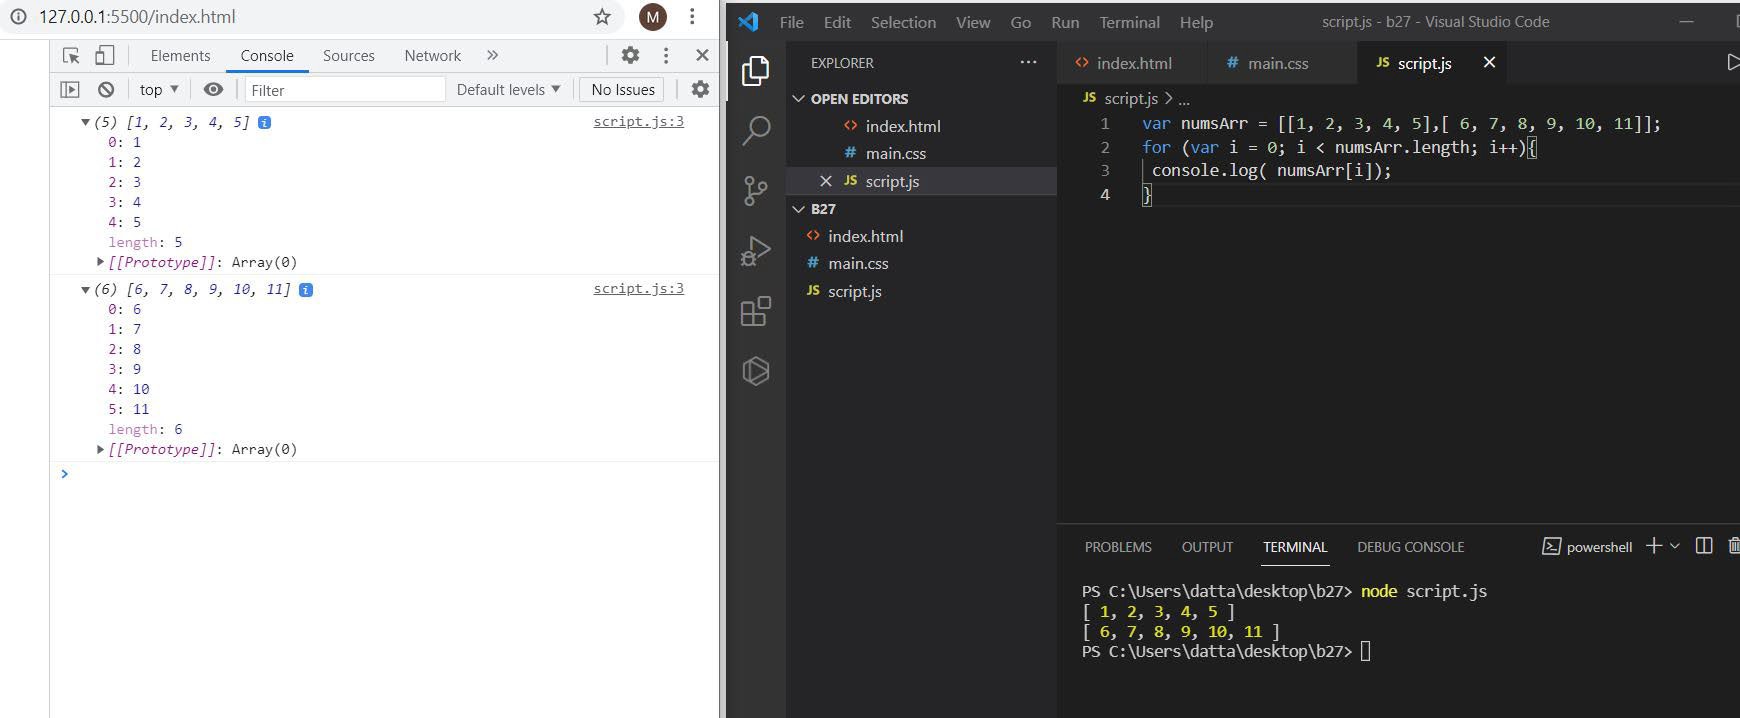 127.0.0.1:5500/index.html
M
Elements Console Sources Network
top Filter Default levels No Issues
(5) [1, 2, 3, 4, 5] i script.js:3
0: 1
1: 2
2: 3
3: 4
4: 5
length: 5
[[Prototype]]: Array(0)
(6) [6, 7, 8, 9, 10, 11] i script.js:3
0: 6
1: 7
2: 8
3: 9
4: 10
5: 11
length: 6
[[Prototype]]: Array(0)
File Edit Selection View Go Run Terminal Help script.js - b27 - Visual Studio Code
EXPLORER
OPEN EDITORS
index.html
# main.css
JS script.js
B27
index.html
# main.css
JS script.js
index.html # main.css JS script.js
JS script.js > ...
1 var numsArr = [[1, 2, 3, 4, 5],[ 6, 7, 8, 9, 10, 11]];
2 for (var i = 0; i < numsArr.length; i++){
3 console.log( numsArr[i]);
4 }
PROBLEMS OUTPUT TERMINAL DEBUG CONSOLE powershell
PS C:\Users\datta\desktop\b27> node script.js
[ 1, 2, 3, 4, 5 ]
[ 6, 7, 8, 9, 10, 11 ]
PS C:\Users\datta\desktop\b27>